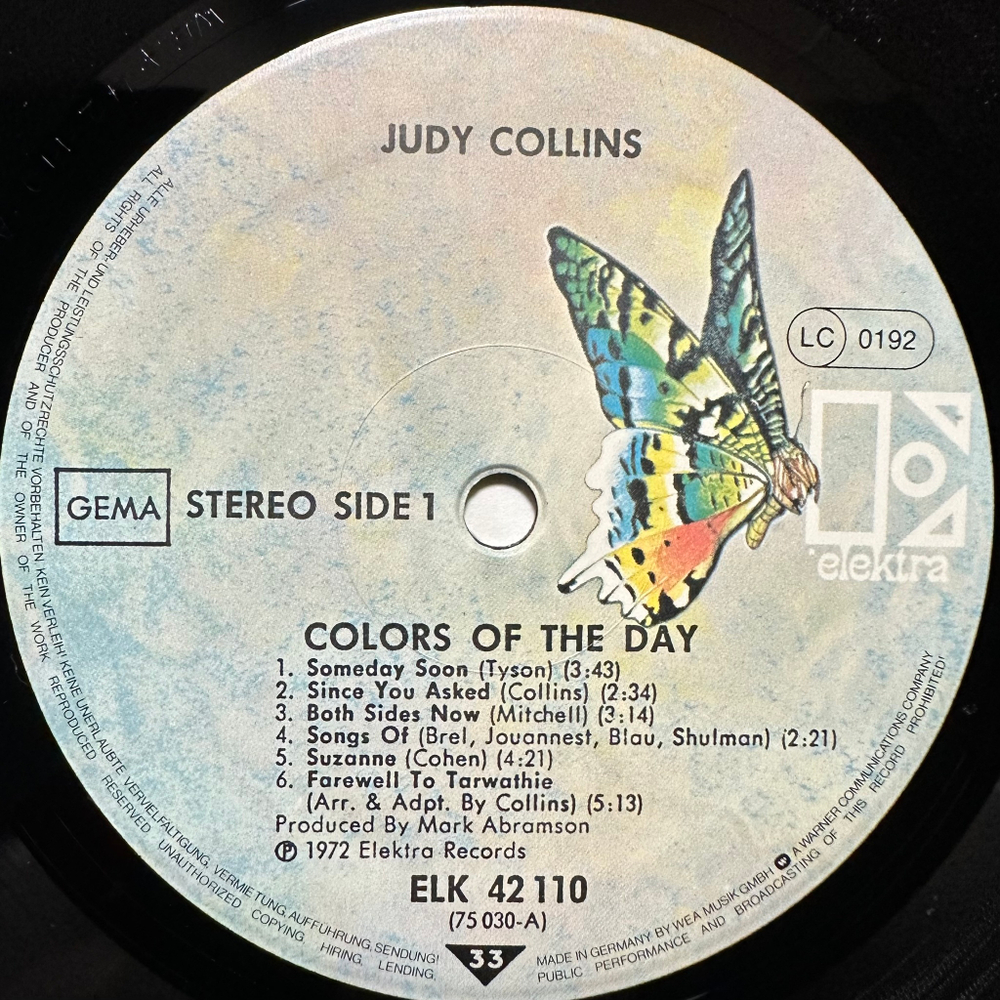 JUDY COLLINS
LC 0192
elektra
GEMA
STEREO SIDE 1
COLORS OF THE DAY
1. Someday Soon (Tyson) (3:43)
2. Since You Asked (Collins) (2:34)
3. Both Sides Now (Mitchell) (3:14)
4. Songs Of (Brel, Jouannest, Blau, Shulman) (2:21)
5. Suzanne (Cohen) (4:21)
6. Farewell To Tarwathie
(Arr. & Adpt. By Collins) (5:13)
Produced By Mark Abramson
℗ 1972 Elektra Records
ELK 42 110
(75 030-A)
33
ALLE URHEBER- UND LEISTUNGSSCHUTZRECHTE VORBEHALTEN. KEIN VERLEIH! KEINE UNERLAUBTE VERVIELFÄLTIGUNG, VERMIETUNG, AUFFÜHRUNG, SENDUNG!
ALL RIGHTS OF THE PRODUCER AND OF THE OWNER OF THE WORK REPRODUCED RESERVED UNAUTHORIZED COPYING, HIRING, LENDING,
MADE IN GERMANY BY WEA MUSIK GMBH A WARNER COMMUNICATIONS COMPANY
PUBLIC PERFORMANCE AND BROADCASTING OF THIS RECORD PROHIBITED!